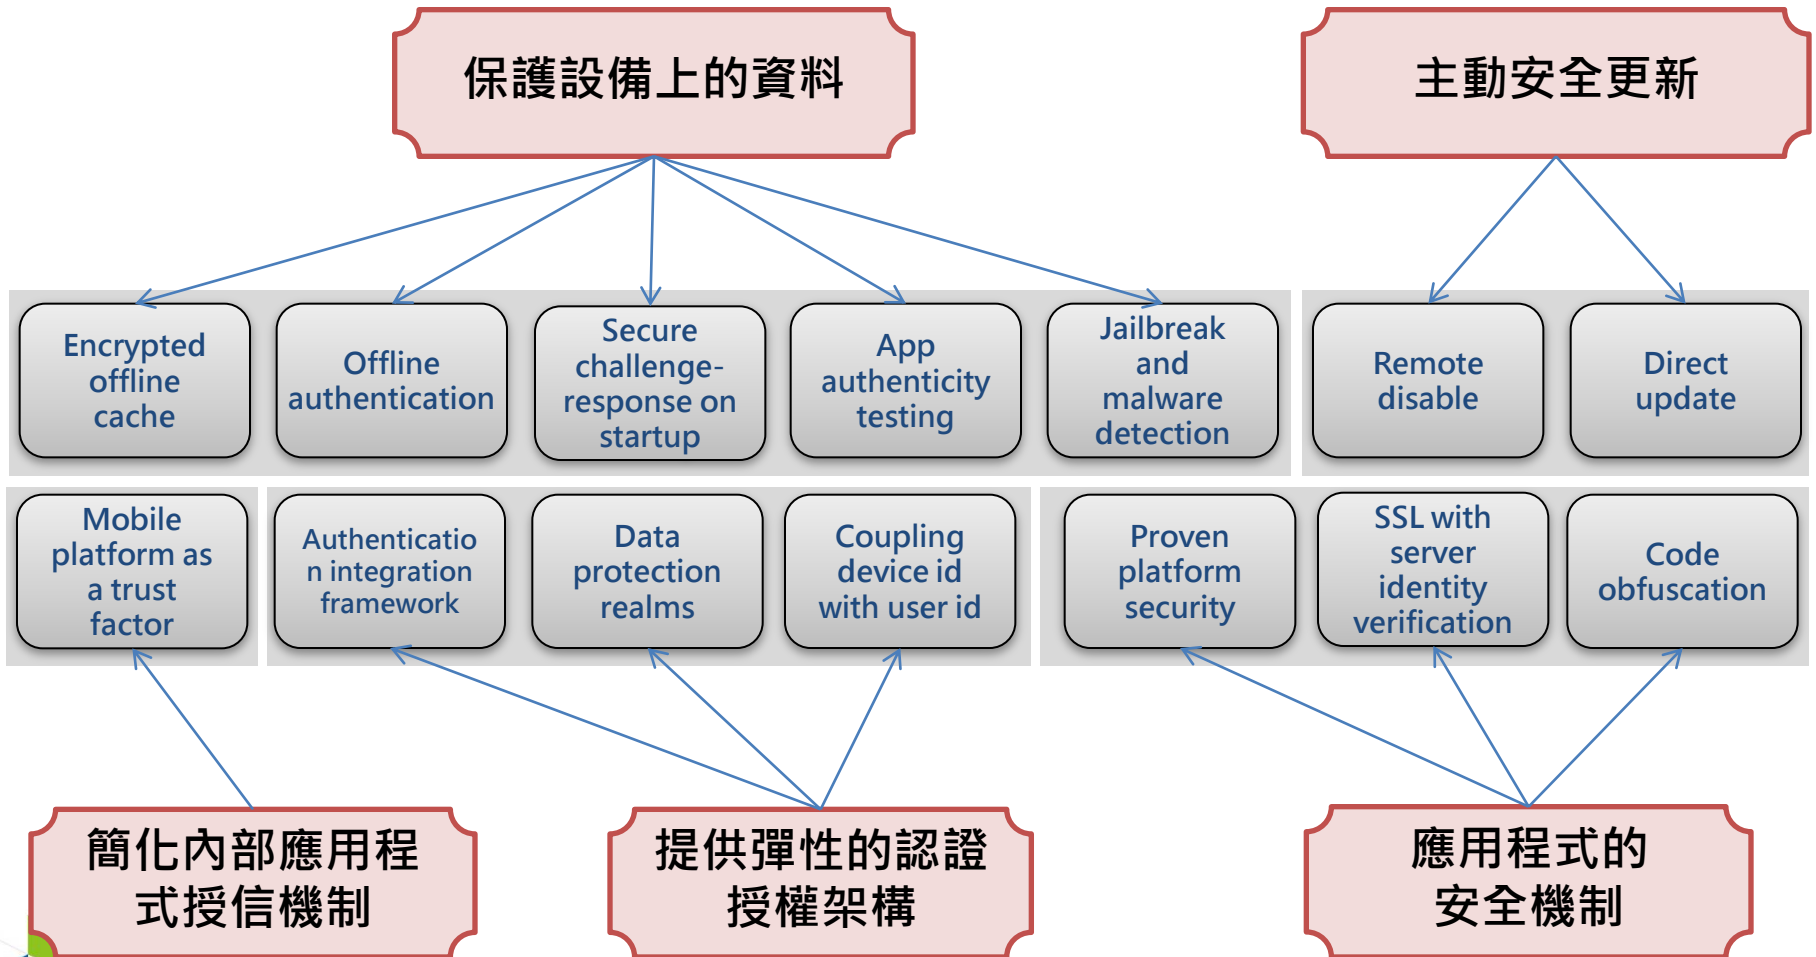 保護設備上的資料
主動安全更新
Encrypted
offline
cache
Offline
authentication
Secure
challenge-
response on
startup
App
authenticity
testing
Jailbreak
and
malware
detection
Remote
disable
Direct
update
Mobile
platform as
a trust
factor
Authenticatio
n integration
framework
Data
protection
realms
Coupling
device id
with user id
Proven
platform
security
SSL with
server
identity
verification
Code
obfuscation
簡化內部應用程
式授信機制
提供彈性的認證
授權架構
應用程式的
安全機制